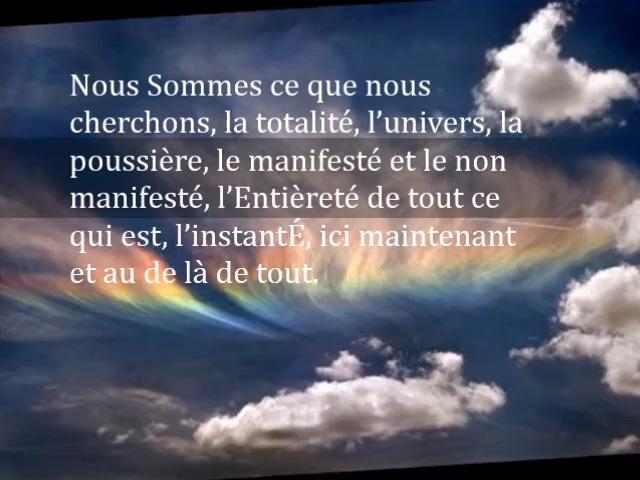 Nous Sommes ce que nous
cherchons, la totalité, l’univers, la
poussière, le manifesté et le non
manifesté, l’Entièreté de tout ce
qui est, l’instantÉ, ici maintenant
et au de là de tout.